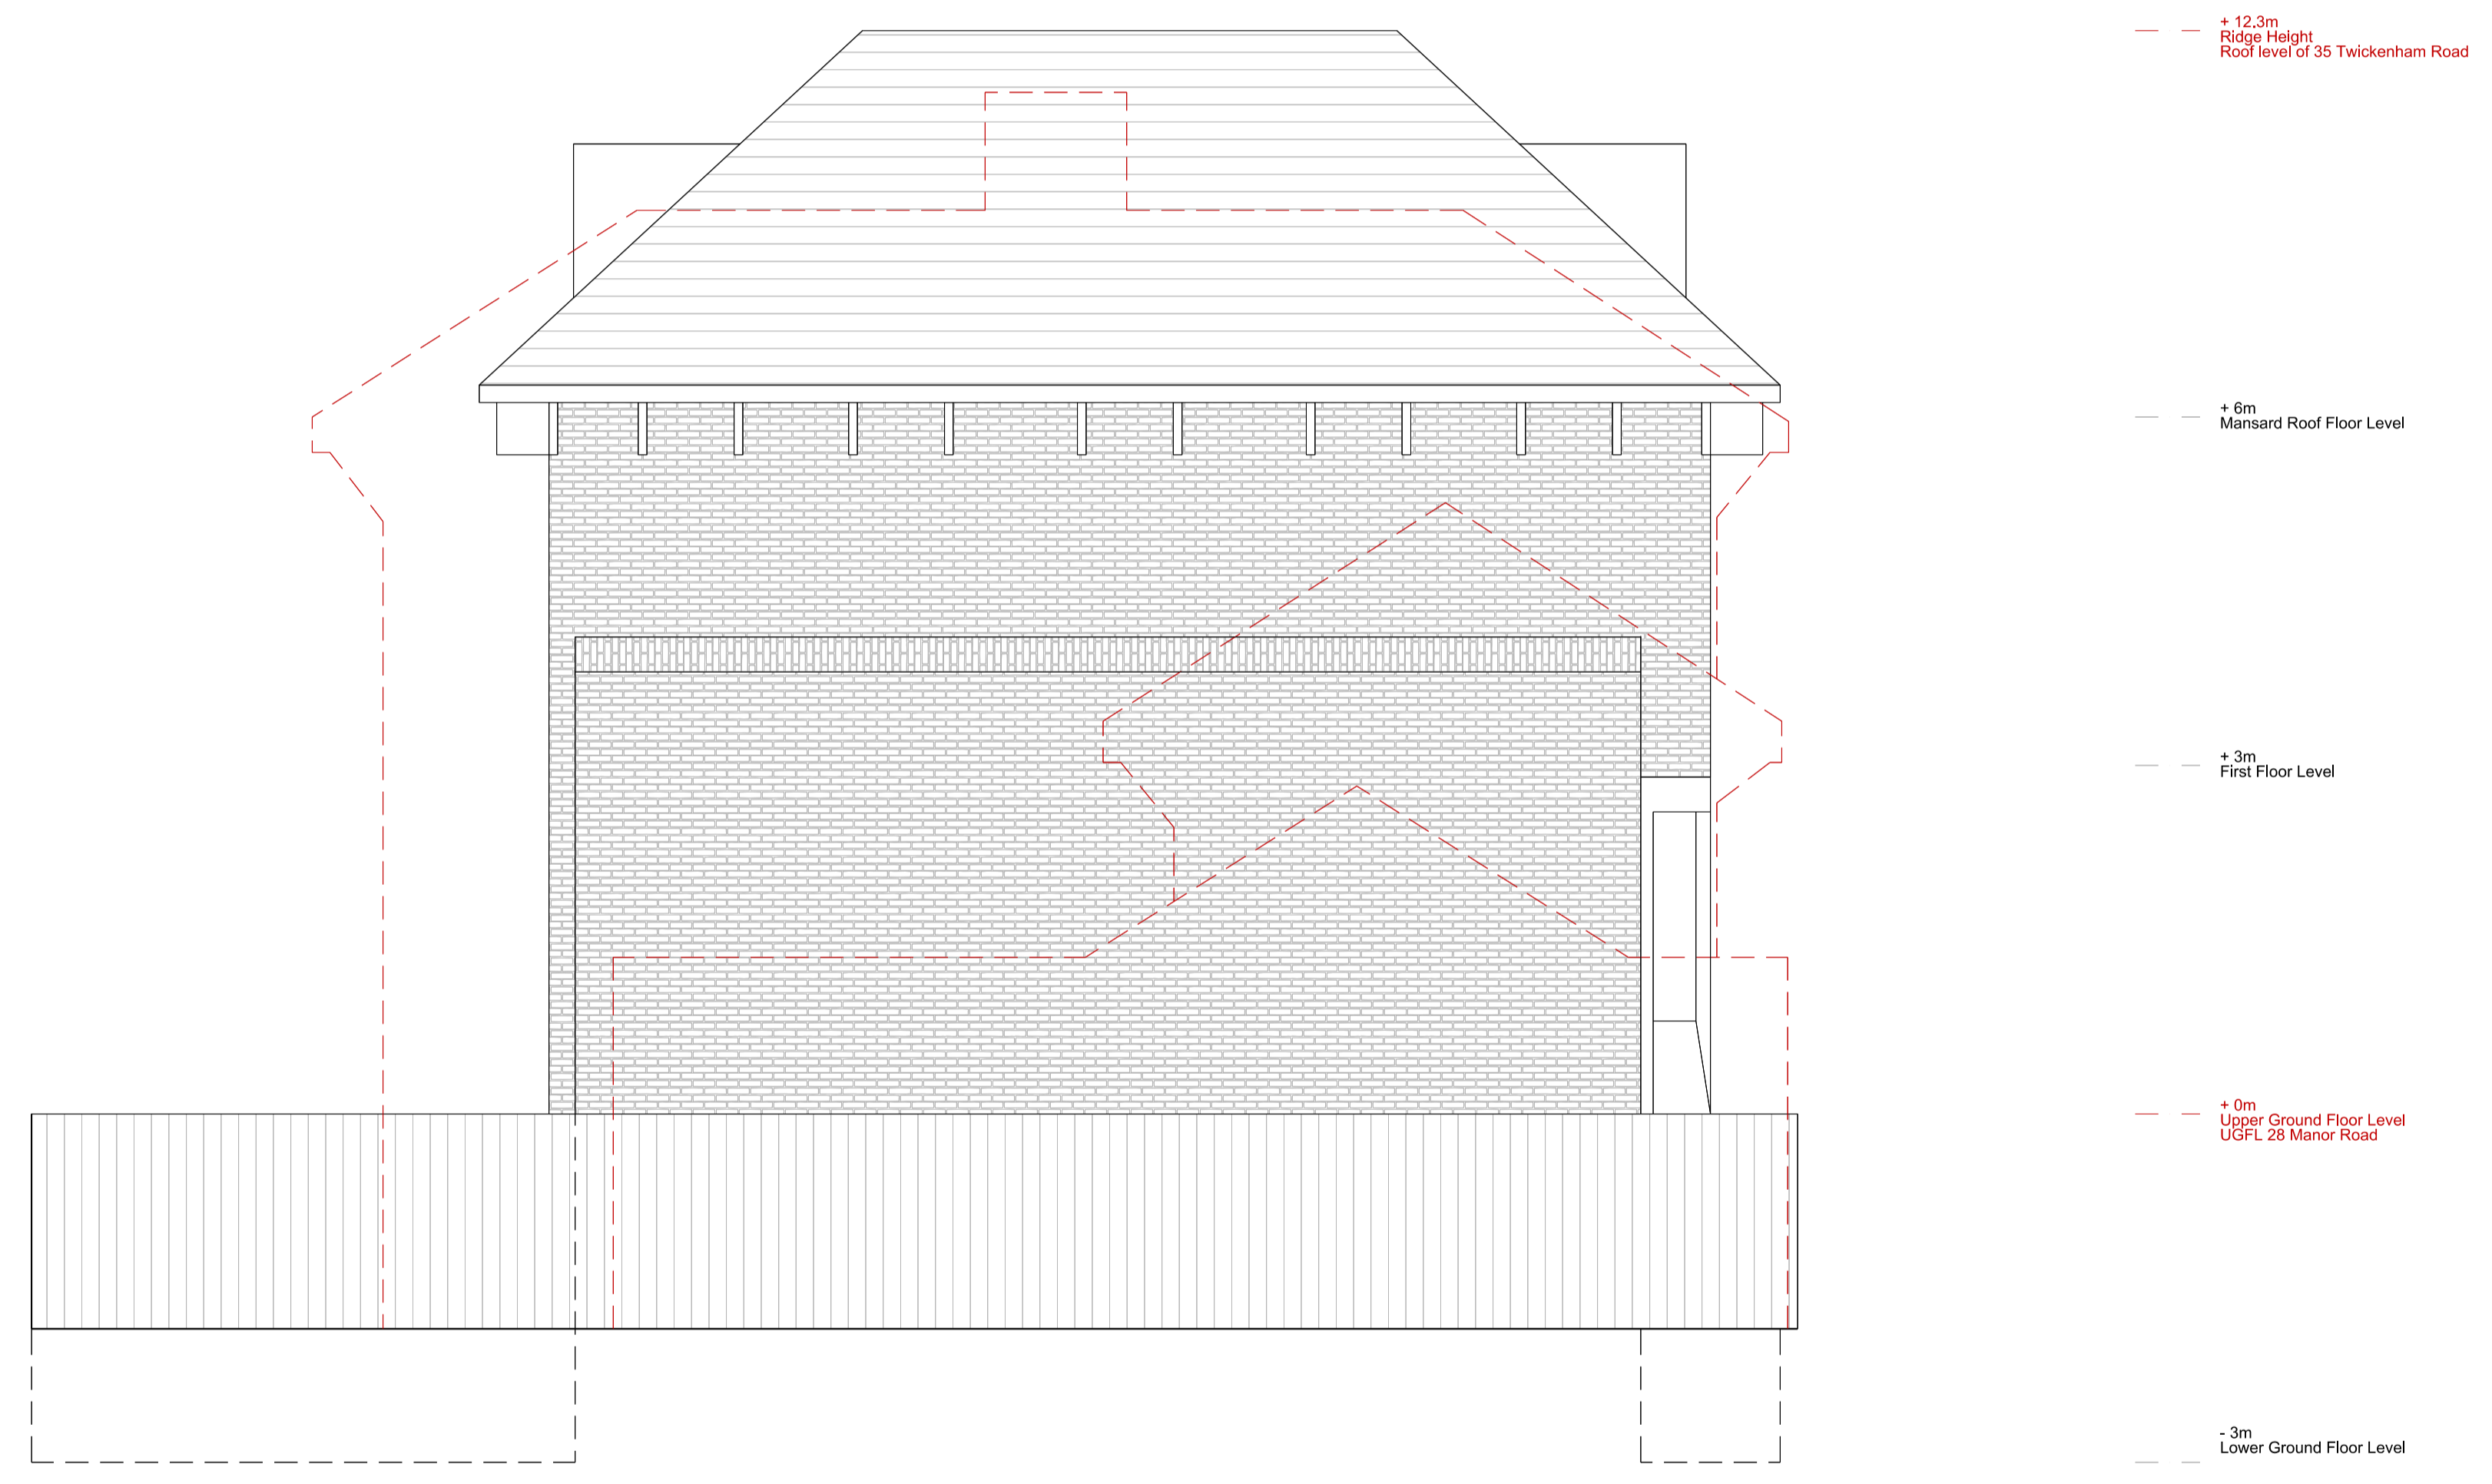 + 12.3m
Ridge Height
Roof level of 35 Twickenham Road
+ 6m
Mansard Roof Floor Level
+ 3m
First Floor Level
+ 0m
Upper Ground Floor Level
UGFL 28 Manor Road
- 3m
Lower Ground Floor Level